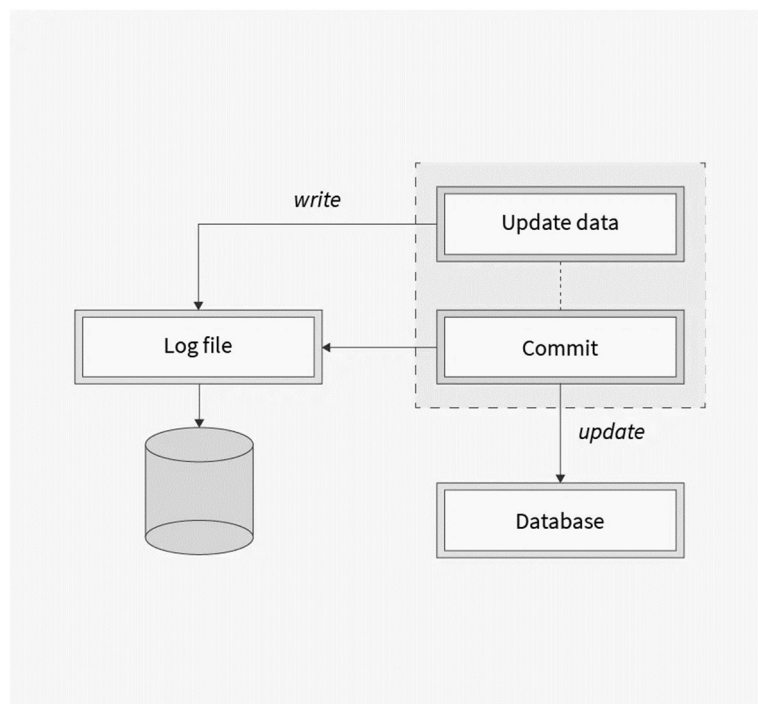 write
Update data
Log file
Commit
update
Database